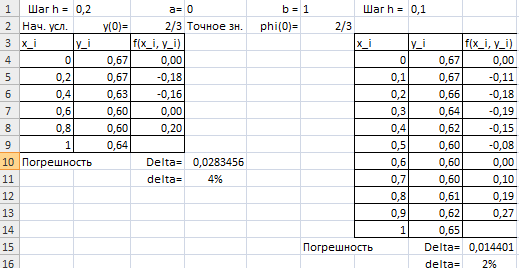 1 Шаг h = 0,2 a= 0 b = 1 Шаг h = 0,1
2 Нач. усл. y(0)= 2/3 Точное зн. phi(0)= 2/3
3 x_i y_i f(x_i, y_i) x_i y_i f(x_i, y_i)
4 0 0,67 0,00 0 0,67 0,00
5 0,2 0,67 -0,18 0,1 0,67 -0,11
6 0,4 0,63 -0,16 0,2 0,66 -0,18
7 0,6 0,60 0,00 0,3 0,64 -0,19
8 0,8 0,60 0,20 0,4 0,62 -0,15
9 1 0,64 0,5 0,60 -0,08
10 Погрешность Delta= 0,0283456 0,6 0,60 0,00
11 delta= 4% 0,7 0,60 0,10
12 0,8 0,61 0,19
13 0,9 0,62 0,27
14 1 0,65
15 Погрешность Delta= 0,014401
16 delta= 2%